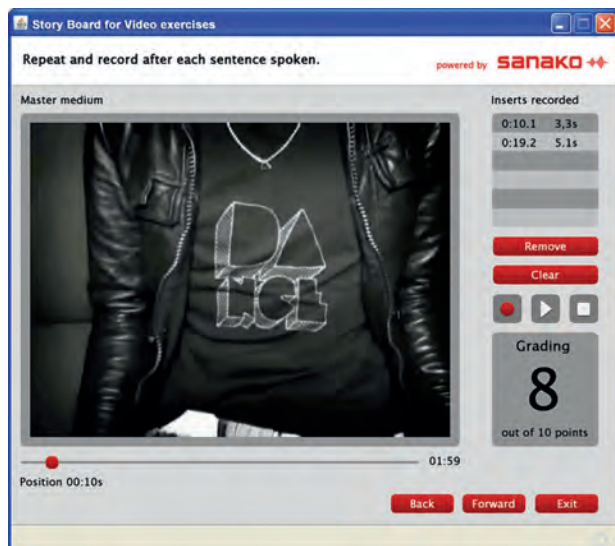 Story Board for Video exercises
Repeat and record after each sentence spoken.
powered by sanako
Master medium
Inserts recorded
0:10.1 3,3s
0:19.2 5.1s
DA
NCE
Remove
Clear
Grading
8
out of 10 points
01:59
Position 00:10s
Back Forward Exit